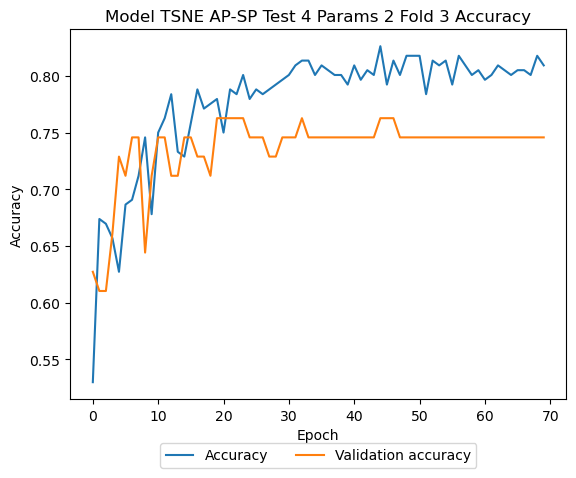 Model TSNE AP-SP Test 4 Params 2 Fold 3 Accuracy
0.80
0.75
0.70
0.65
0.60
0.55
Accuracy
0 10 20 30 40 50 60 70
Epoch
Accuracy Validation accuracy